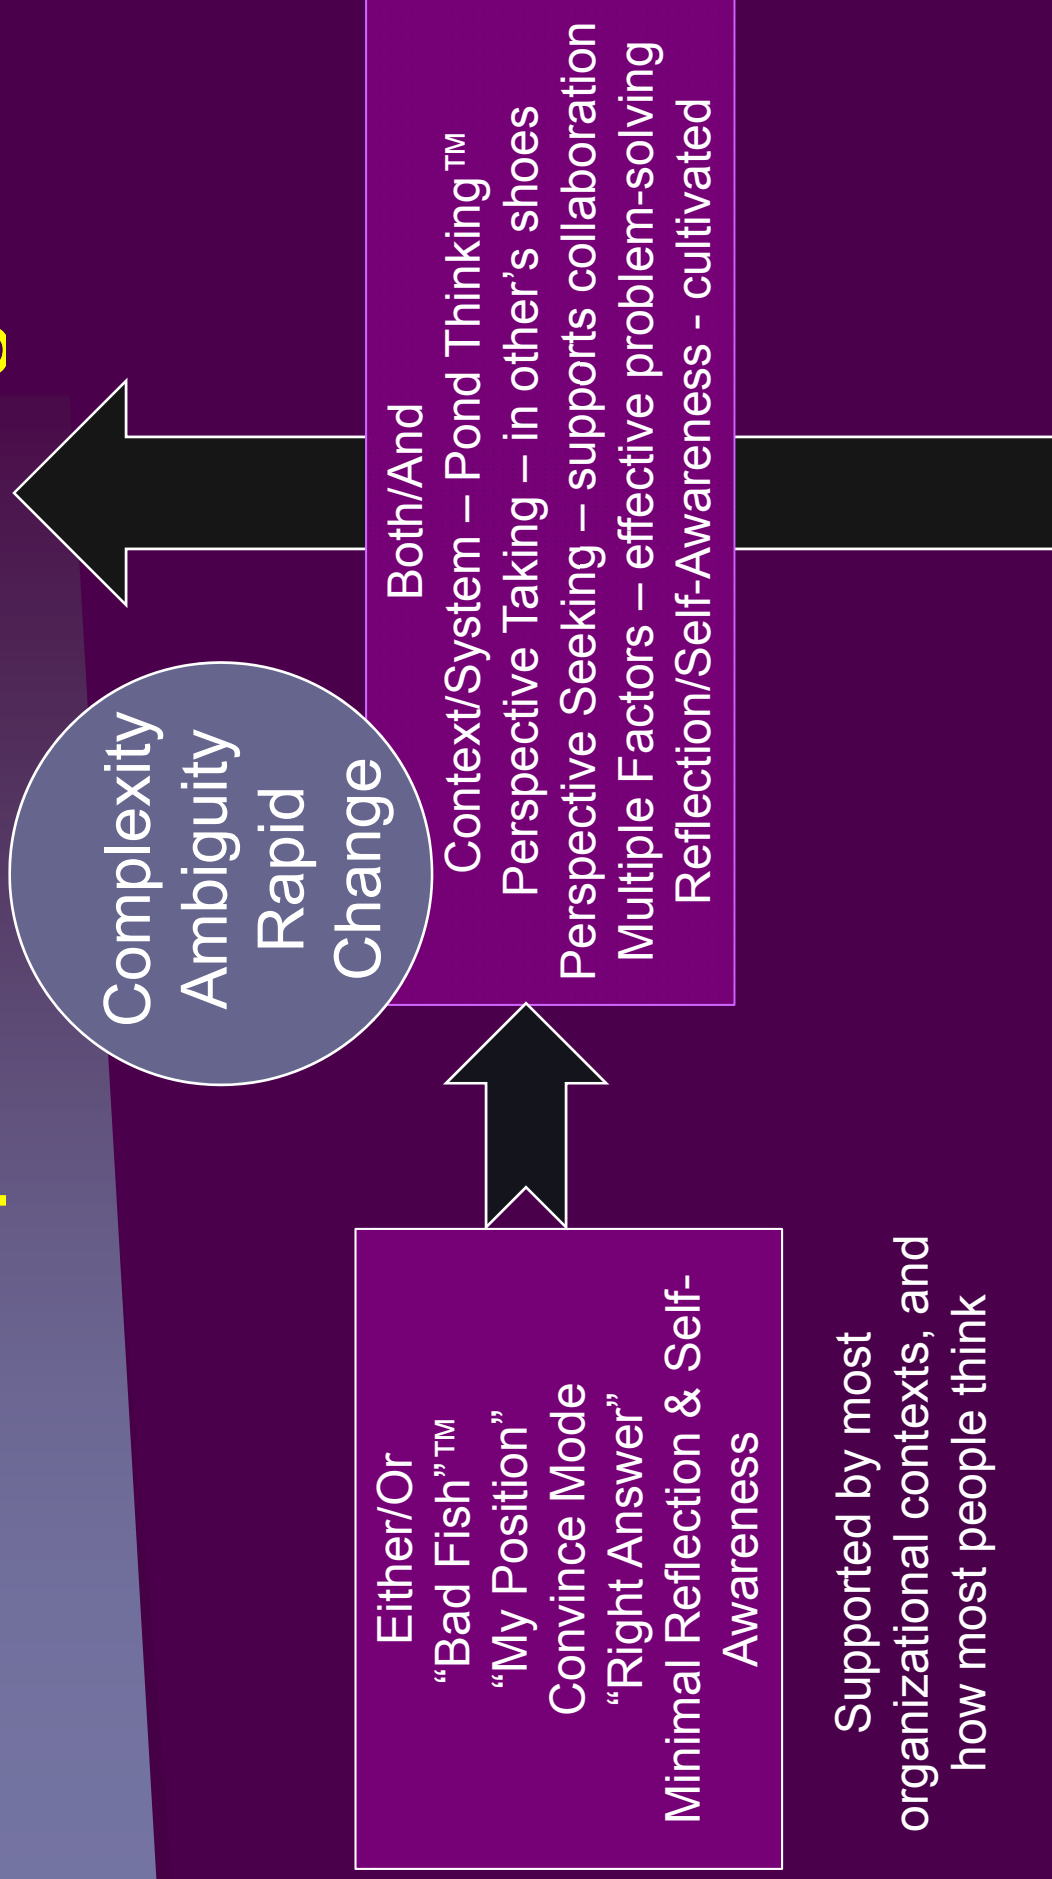 Complexity
Ambiguity
Rapid
Change
Either/Or
“Bad Fish”™
“My Position”
Convince Mode
“Right Answer”
Minimal Reflection & Self-
Awareness
Both/And
Context/System – Pond Thinking™
Perspective Taking – in other’s shoes
Perspective Seeking – supports collaboration
Multiple Factors – effective problem-solving
Reflection/Self-Awareness - cultivated
Supported by most
organizational contexts, and
how most people think